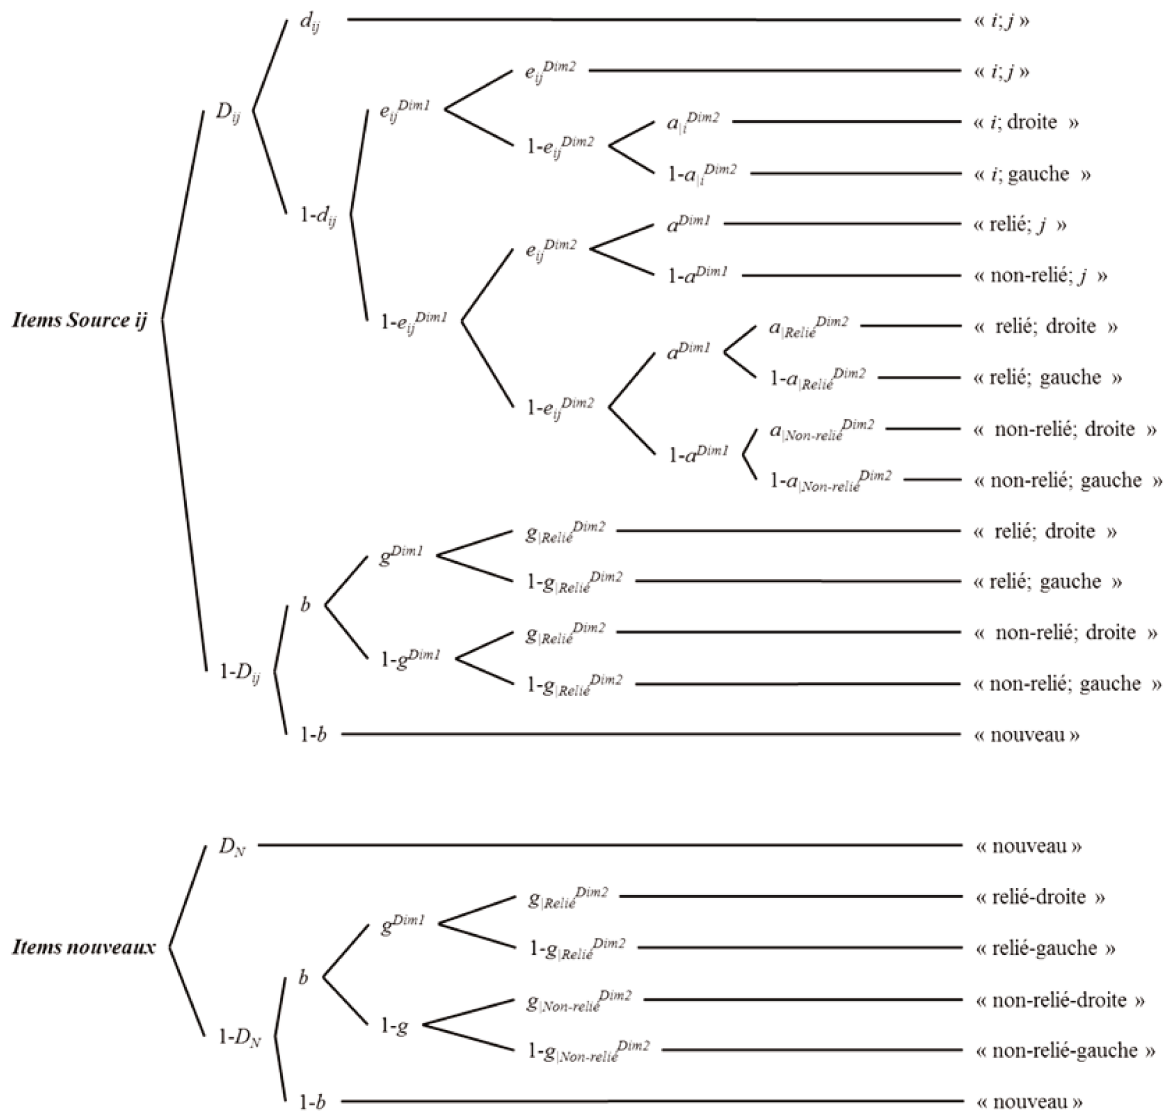 d_ij « i; j »
e_ij^Dim2 « i; j »
D_ij e_ij^Dim1
a_|i^Dim2 « i; droite »
1-e_ij^Dim2
1-a_|i^Dim2 « i; gauche »
1-d_ij
a^Dim1 « relié; j »
e_ij^Dim2
1-a^Dim1 « non-relié; j »
Items Source ij 1-e_ij^Dim1
a_|Relié^Dim2 « relié; droite »
a^Dim1
1-a_|Relié^Dim2 « relié; gauche »
1-e_ij^Dim2
a_|Non-relié^Dim2 « non-relié; droite »
1-a^Dim1
1-a_|Non-relié^Dim2 « non-relié; gauche »
g_|Relié^Dim2 « relié; droite »
g^Dim1
1-g_|Relié^Dim2 « relié; gauche »
b
g_|Relié^Dim2 « non-relié; droite »
1-g^Dim1
1-D_ij
1-g_|Relié^Dim2 « non-relié; gauche »
1-b « nouveau »
D_N « nouveau »
g_|Relié^Dim2 « relié-droite »
g^Dim1
Items nouveaux 1-g_|Relié^Dim2 « relié-gauche »
b
g_|Non-relié^Dim2 « non-relié-droite »
1-g
1-D_N
1-g_|Non-relié^Dim2 « non-relié-gauche »
1-b « nouveau »